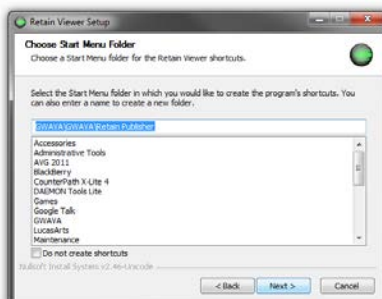 Retain Viewer Setup
Choose Start Menu Folder
Choose a Start Menu folder for the Retain Viewer shortcuts.
Select the Start Menu folder in which you would like to create the program's shortcuts. You
can also enter a name to create a new folder.
GWAVA\GWAVA\Retain Publisher
Accessories
Administrative Tools
AVG 2011
BlackBerry
CounterPath X-Lite 4
DAEMON Tools Lite
Games
Google Talk
GWAVA
LucasArts
Maintenance
Do not create shortcuts
Nullsoft Install System v2.46-Unicode
< Back
Next >
Cancel